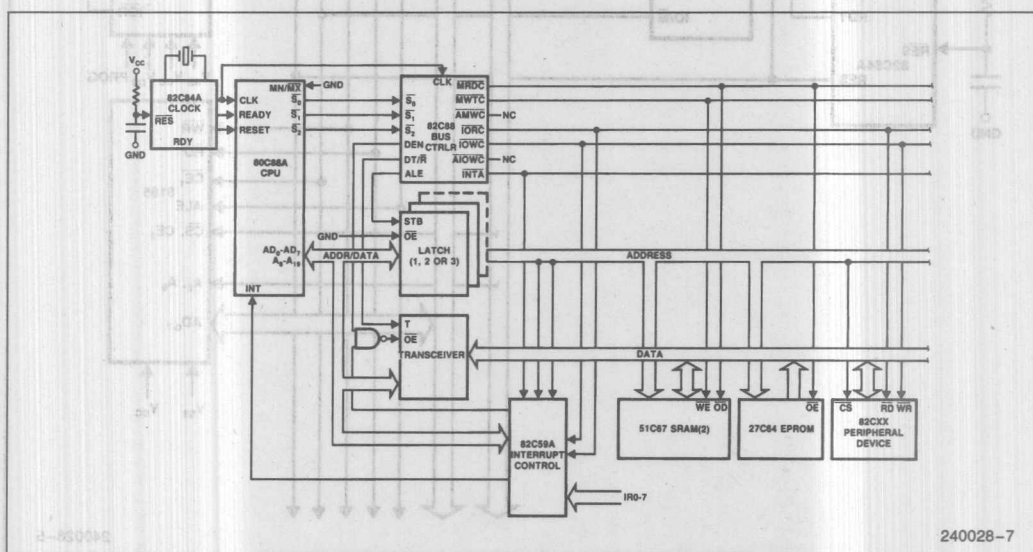 V_CC
82C84A
CLOCK
RES
RDY
GND
MN/MX
GND
CLK
READY
RESET
S_0
S_1
S_2
80C88A
CPU
AD_0-AD_7
A_8-A_19
INT
CLK
S_0
S_1
S_2
DEN
DT/R
ALE
82C88
BUS
CTRLR
MRDC
MWTC
AMWC
NC
IORC
IOWC
AIOWC
NC
INTA
STB
GND
OE
LATCH
(1, 2 OR 3)
ADDR/DATA
ADDRESS
T
OE
TRANSCEIVER
DATA
82C59A
INTERRUPT
CONTROL
IR0-7
WE OD
51C67 SRAM(2)
OE
27C64 EPROM
CS
RD WR
82CXX
PERIPHERAL
DEVICE
240028-7